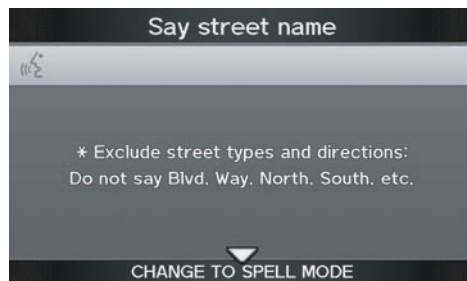 Say street name
* Exclude street types and directions:
Do not say Blvd, Way, North, South, etc.
CHANGE TO SPELL MODE